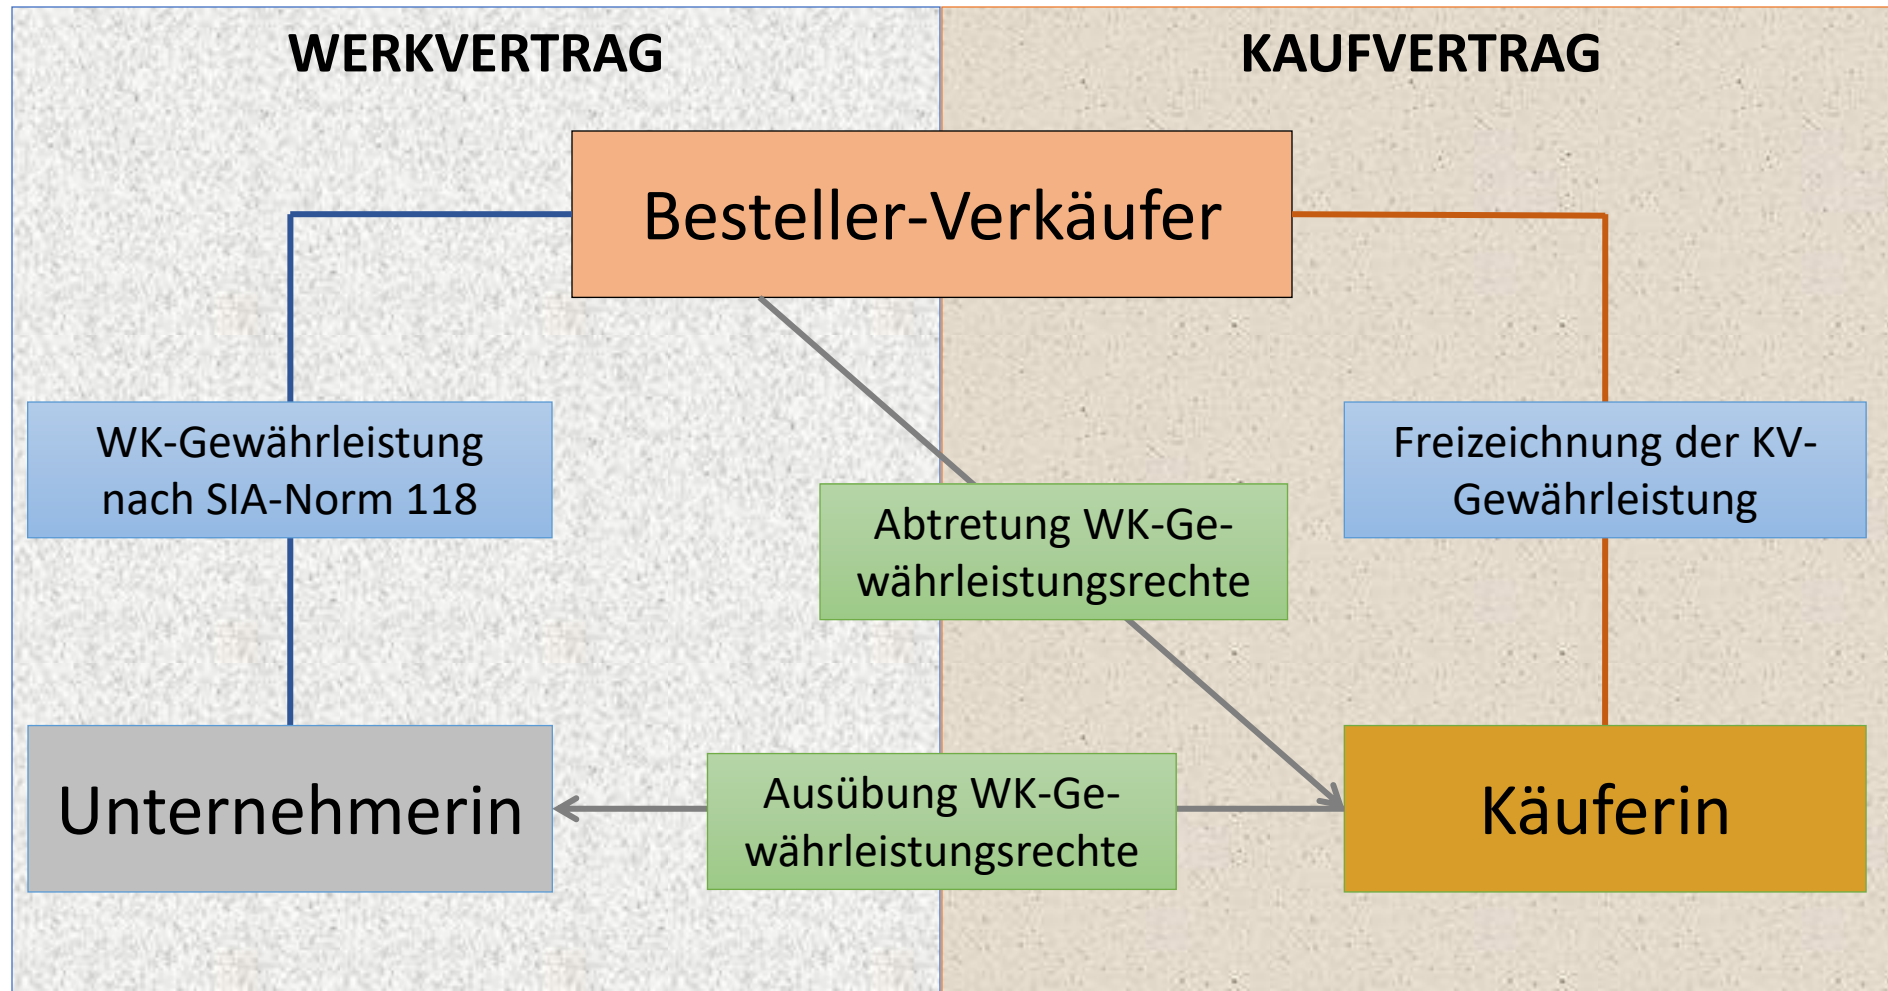 WERKVERTRAG
KAUFVERTRAG
Besteller-Verkäufer
WK-Gewährleistung
nach SIA-Norm 118
Freizeichnung der KV-
Gewährleistung
Abtretung WK-Ge-
währleistungsrechte
Unternehmerin
Ausübung WK-Ge-
währleistungsrechte
Käuferin